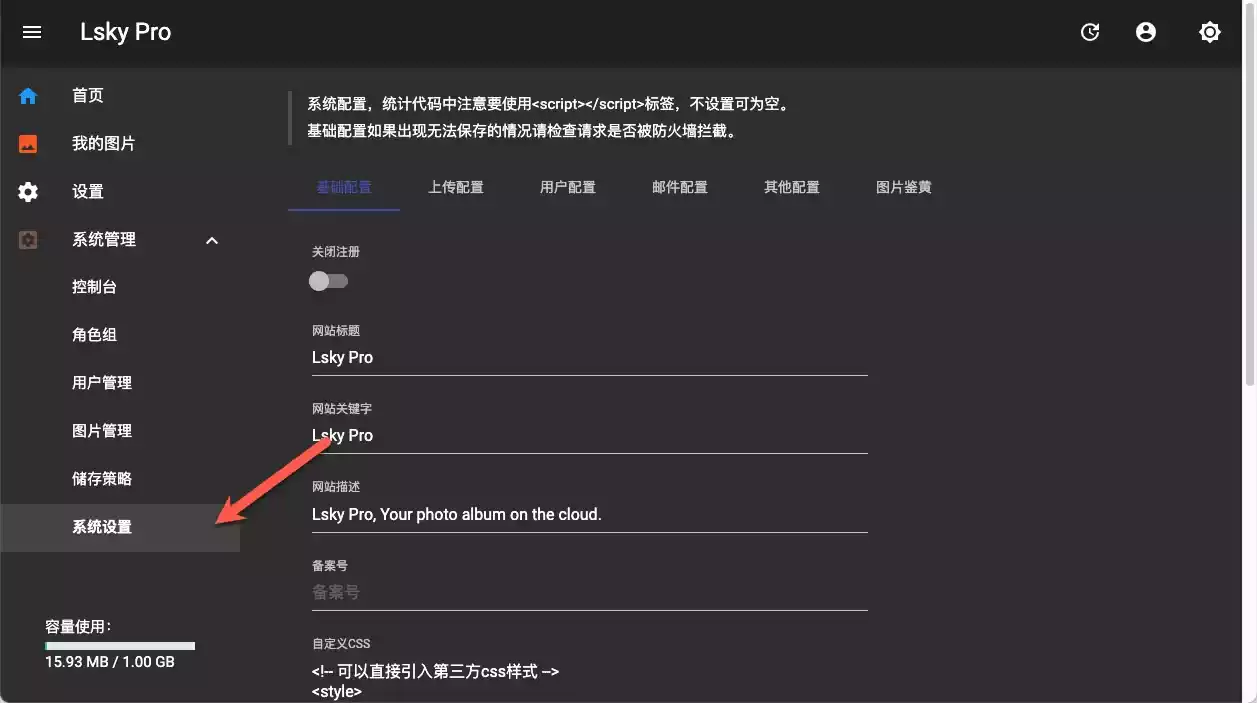 Lsky Pro
首页
我的图片
设置
系统管理
控制台
角色组
用户管理
图片管理
储存策略
系统设置
容量使用：
15.93 MB / 1.00 GB
系统配置，统计代码中注意要使用<script></script>标签，不设置可为空。
基础配置如果出现无法保存的情况请检查请求是否被防火墙拦截。
基础配置 上传配置 用户配置 邮件配置 其他配置 图片鉴黄
关闭注册
网站标题
Lsky Pro
网站关键字
Lsky Pro
网站描述
Lsky Pro, Your photo album on the cloud.
备案号
备案号
自定义CSS
<!-- 可以直接引入第三方css样式 -->
<style>